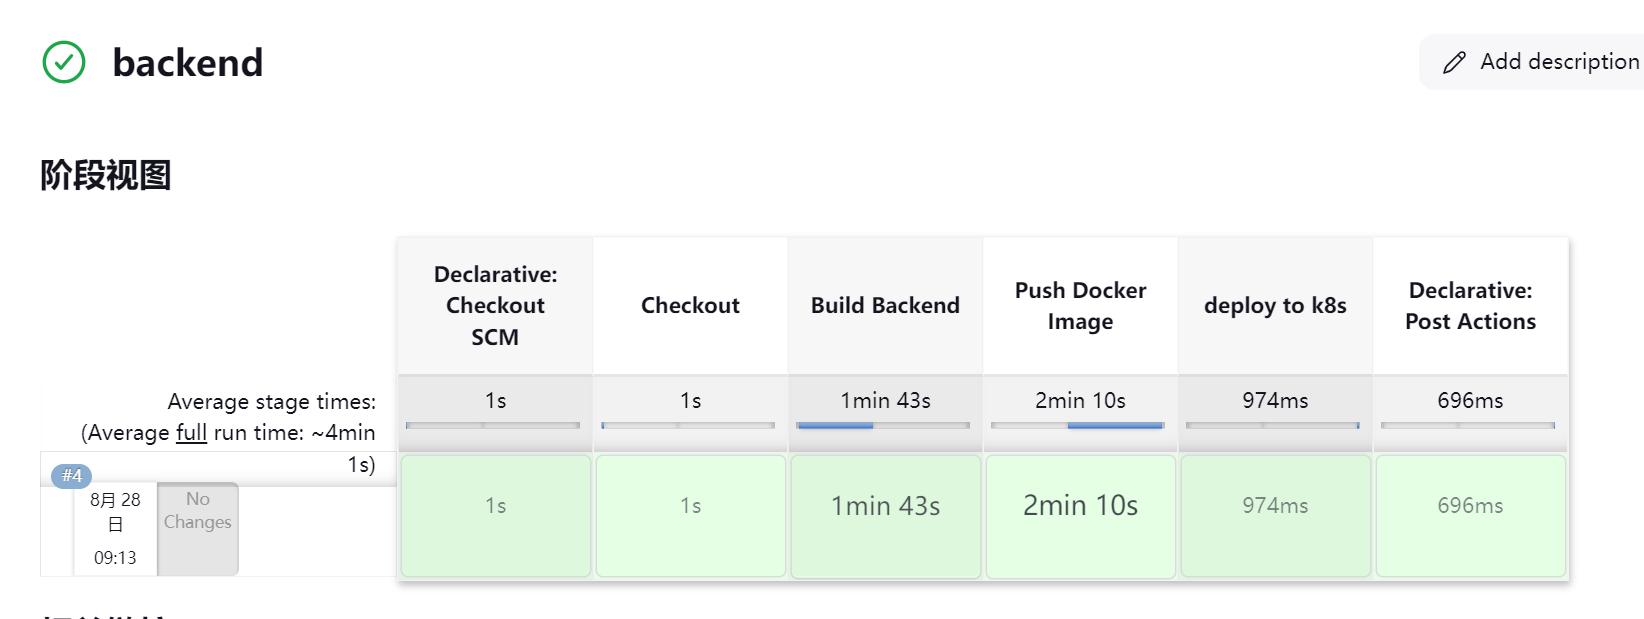 backend
Add description
阶段视图
Declarative:
Checkout
SCM
Checkout
Build Backend
Push Docker
Image
deploy to k8s
Declarative:
Post Actions
Average stage times:
(Average full run time: ~4min
1s)
1s
1s
1min 43s
2min 10s
974ms
696ms
#4
8月 28
日
09:13
No
Changes
1s
1s
1min 43s
2min 10s
974ms
696ms